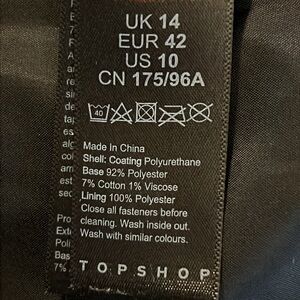 UK 14
EUR 42
US 10
CN 175/96A
40
Made In China
Shell: Coating Polyurethane
Base 92% Polyester
7% Cotton 1% Viscose
Lining 100% Polyester
Close all fasteners before
cleaning. Wash inside out.
Wash with similar colours.
TOPSHOP